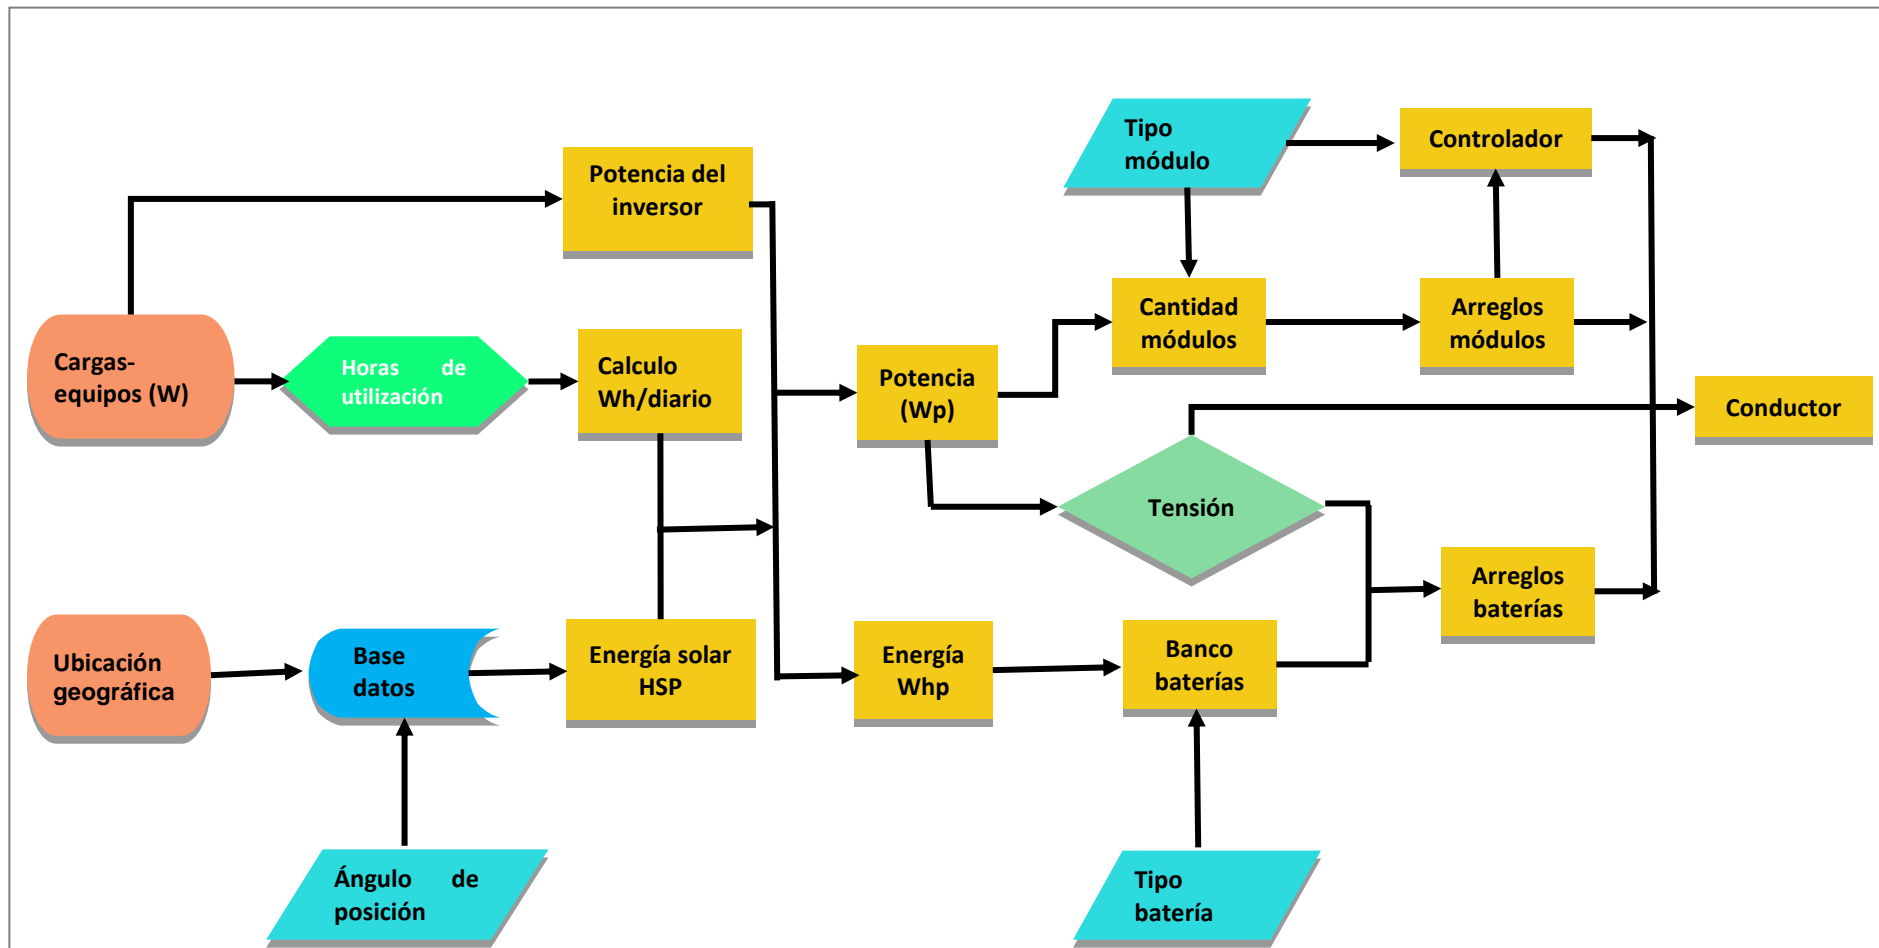 Tipo
módulo
Controlador
Potencia del
inversor
Cantidad
módulos
Arreglos
módulos
Cargas-
equipos (W)
Horas de
utilización
Calculo
Wh/diario
Potencia
(Wp)
Conductor
Tensión
Arreglos
baterías
Ubicación
geográfica
Base
datos
Energía solar
HSP
Energía
Whp
Banco
baterías
Ángulo de
posición
Tipo
batería